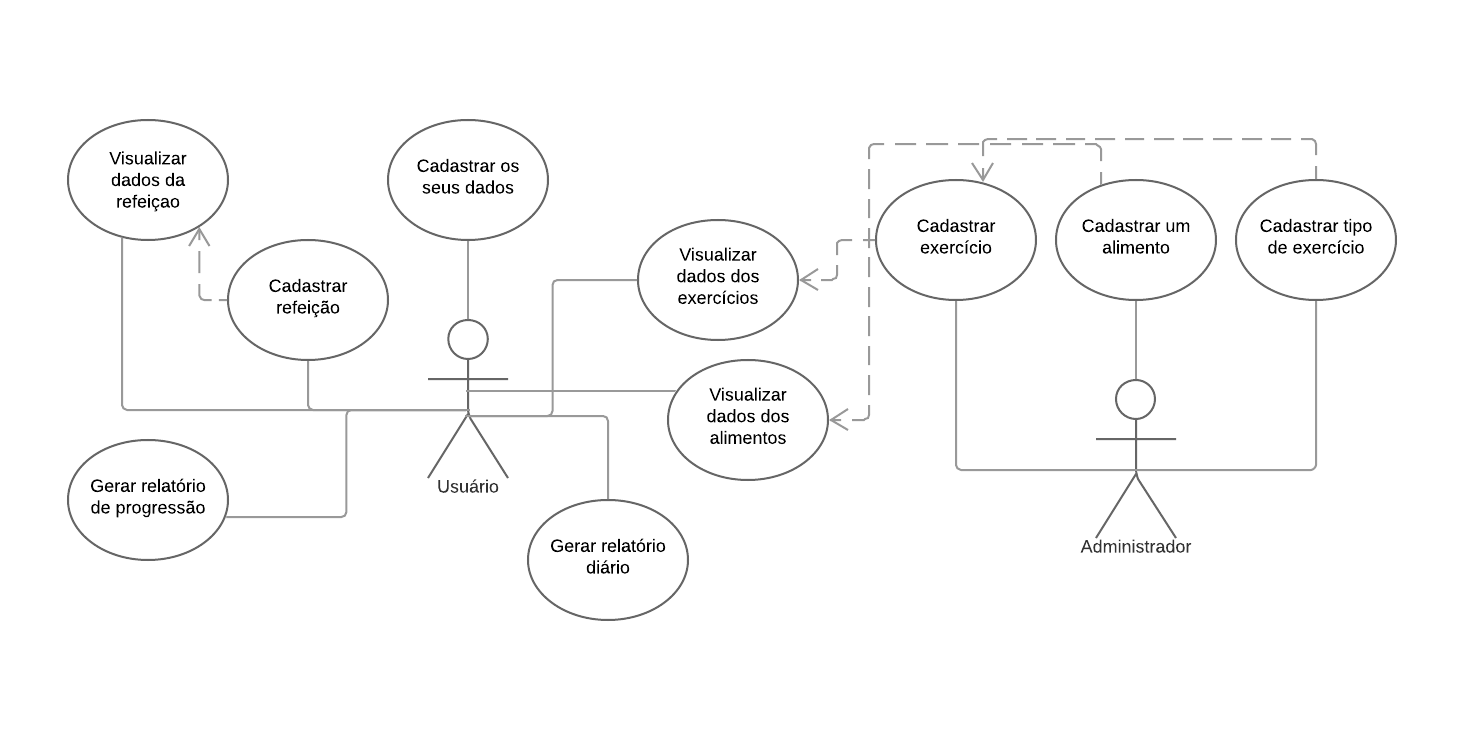 Visualizar
dados da
refeiçao
Cadastrar os
seus dados
Cadastrar
refeição
Visualizar
dados dos
exercícios
Cadastrar
exercício
Cadastrar um
alimento
Cadastrar tipo
de exercício
Visualizar
dados dos
alimentos
Gerar relatório
de progressão
Usuário
Gerar relatório
diário
Administrador